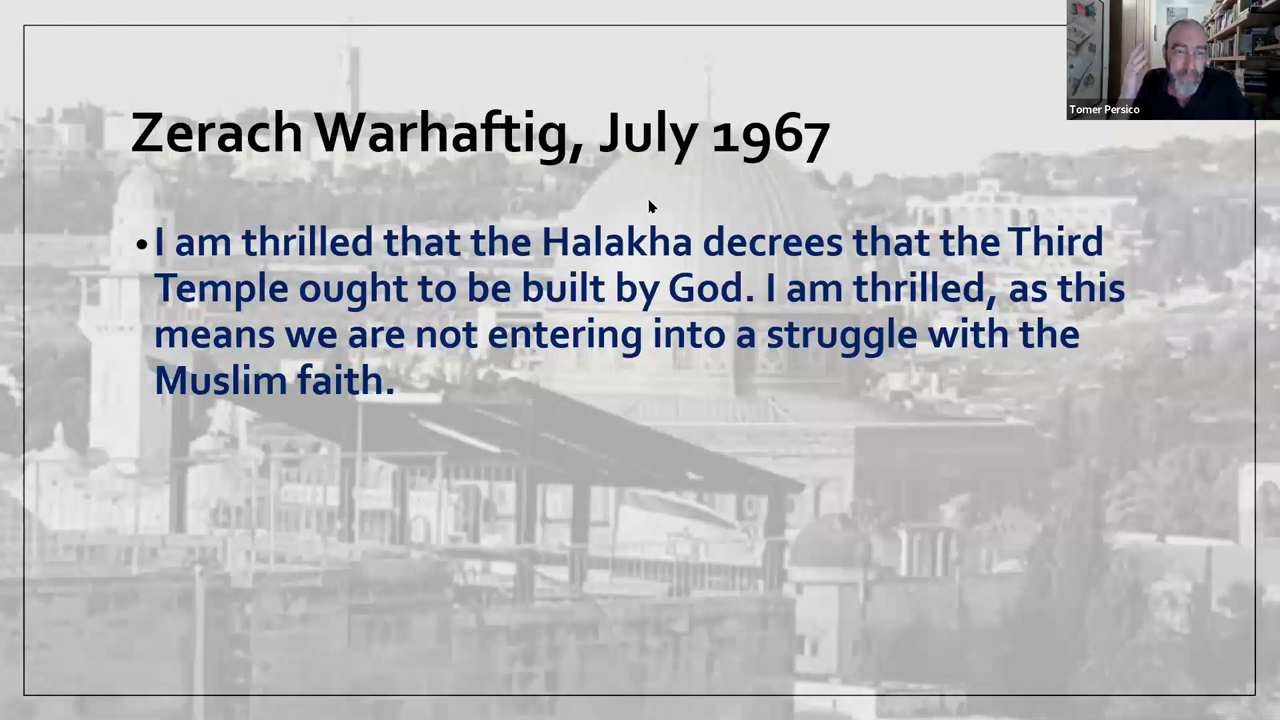 Tomer Persico
Zerach Warhaftig, July 1967
• I am thrilled that the Halakha decrees that the Third
Temple ought to be built by God. I am thrilled, as this
means we are not entering into a struggle with the
Muslim faith.